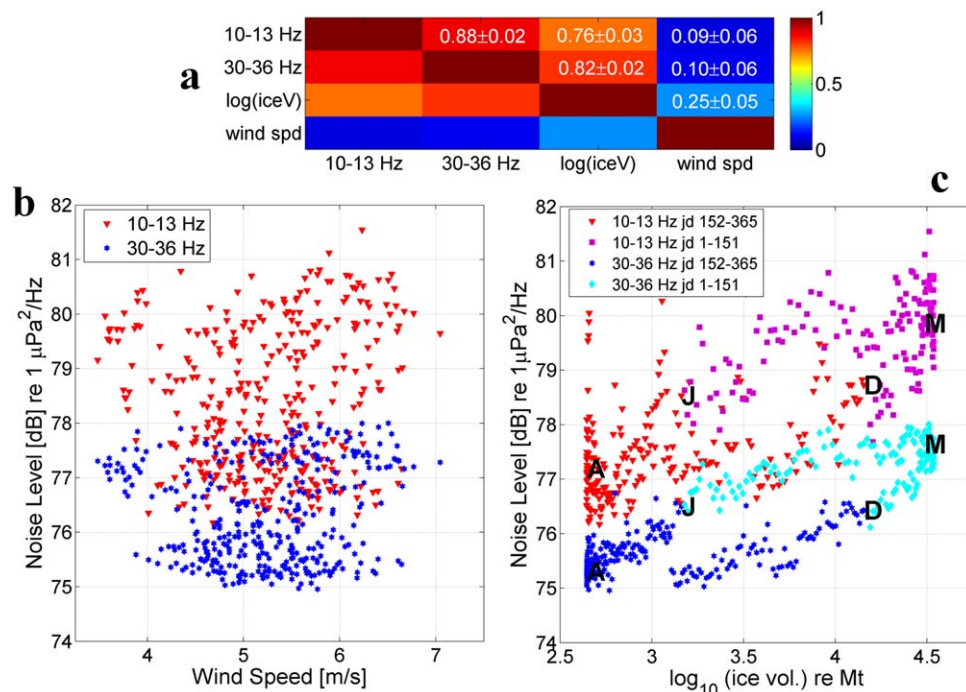 a
10-13 Hz
0.88±0.02
0.76±0.03
0.09±0.06
30-36 Hz
0.82±0.02
0.10±0.06
log(iceV)
0.25±0.05
wind spd
10-13 Hz
30-36 Hz
log(iceV)
wind spd
1
0.5
0
b
10-13 Hz
30-36 Hz
Noise Level [dB] re 1 μPa²/Hz
82
81
80
79
78
77
76
75
74
4
5
6
7
Wind Speed [m/s]
c
10-13 Hz jd 152-365
10-13 Hz jd 1-151
30-36 Hz jd 152-365
30-36 Hz jd 1-151
Noise Level [dB] re 1 μPa²/Hz
82
81
80
79
78
77
76
75
74
M
D
J
A
M
J
D
A
2.5
3
3.5
4
4.5
log₁₀ (ice vol.) re Mt